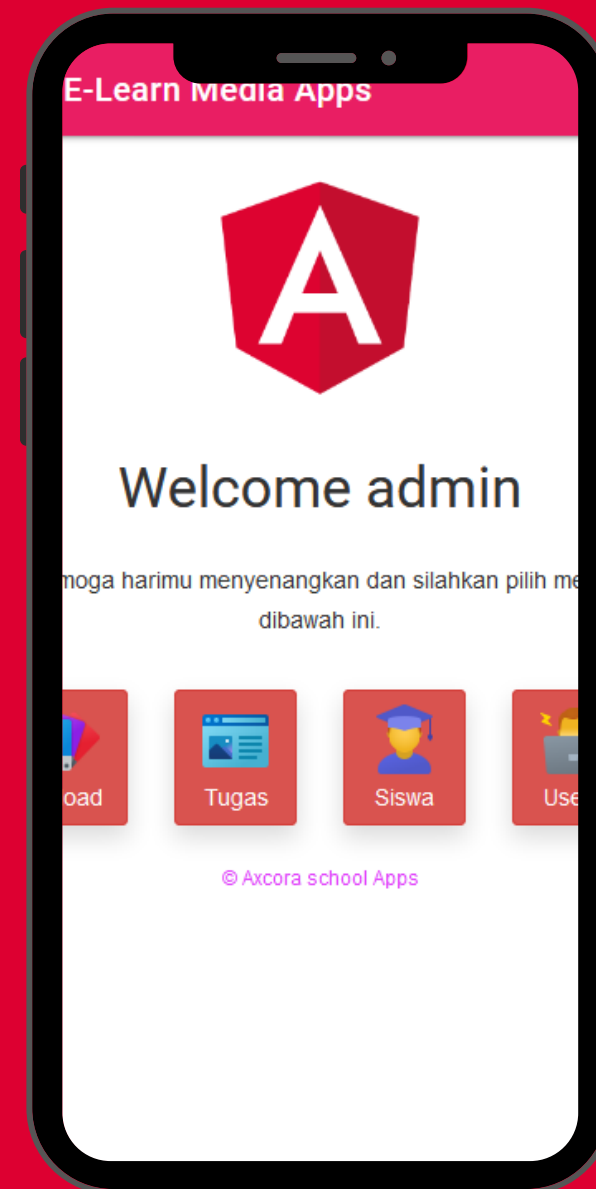 E-Learn Media Apps
A
Welcome admin
moga harimu menyenangkan dan silahkan pilih me
dibawah ini.
oad Tugas Siswa Use
© Axcora school Apps